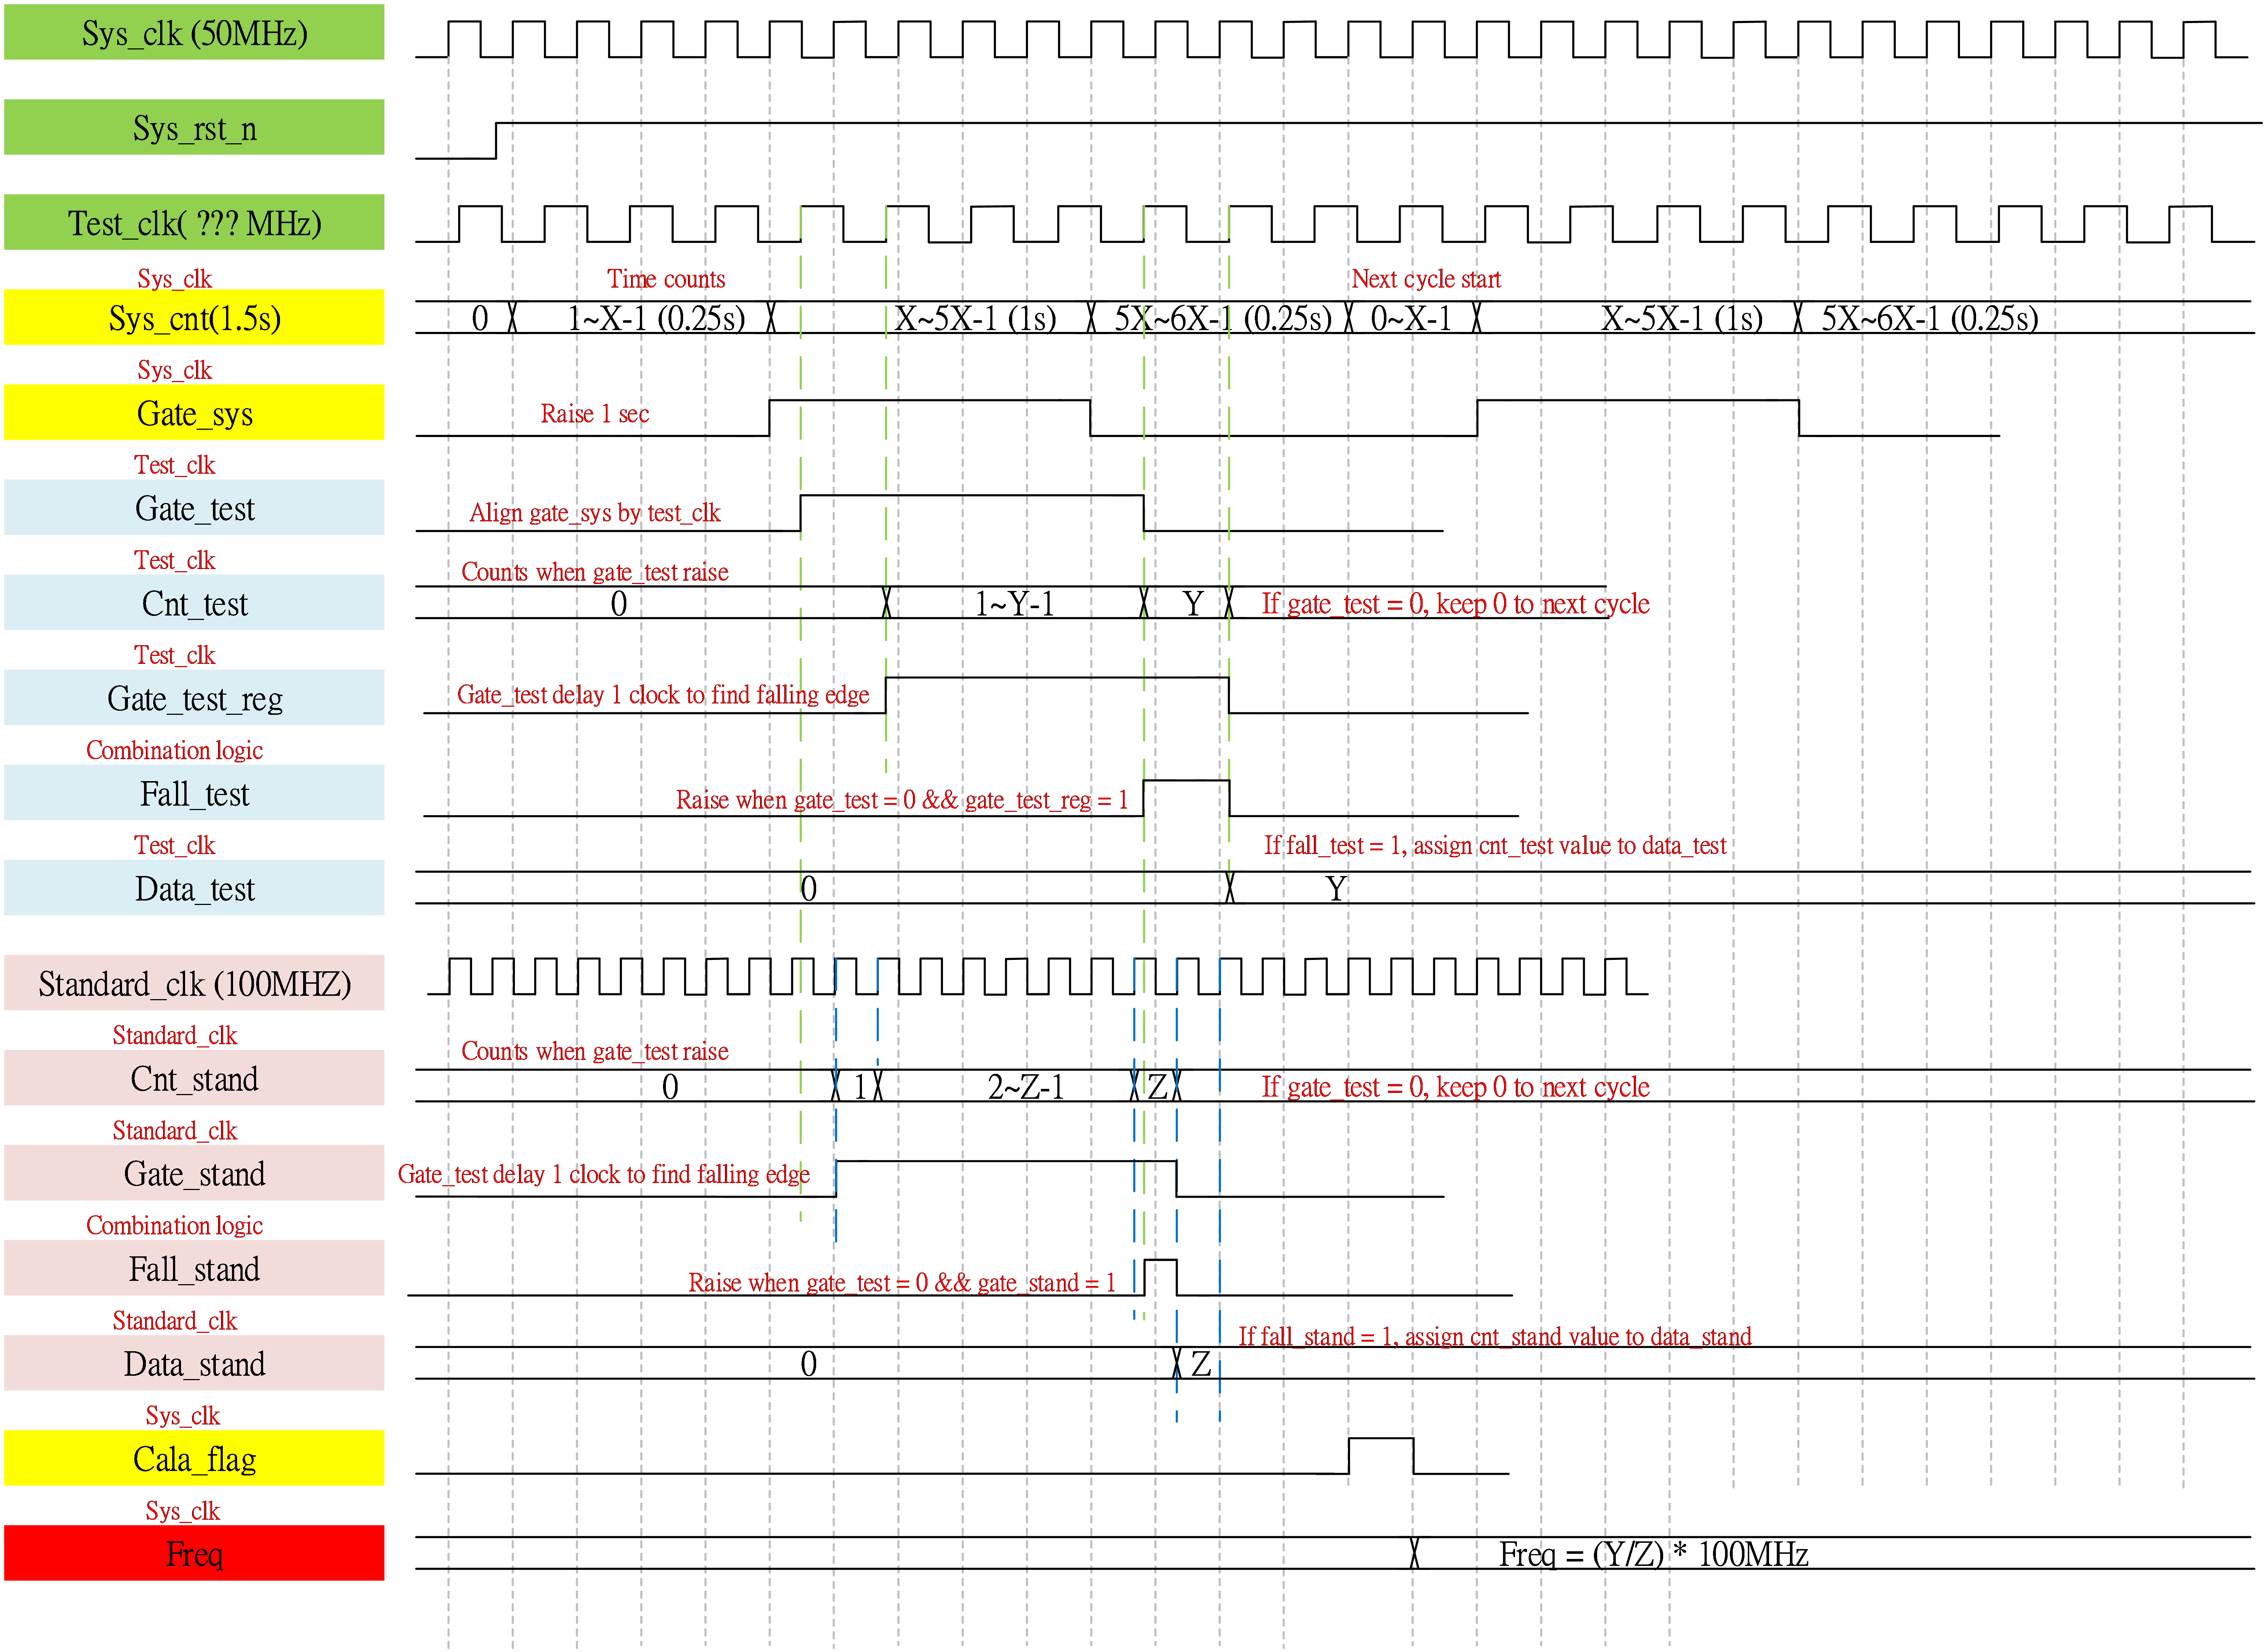 Sys_clk (50MHz)
Sys_rst_n
Test_clk( ??? MHz)
Sys_clk
Time counts
Next cycle start
Sys_cnt(1.5s)
0
1~X-1 (0.25s)
X~5X-1 (1s)
5X~6X-1 (0.25s)
0~X-1
X~5X-1 (1s)
5X~6X-1 (0.25s)
Sys_clk
Gate_sys
Raise 1 sec
Test_clk
Gate_test
Align gate_sys by test_clk
Test_clk
Counts when gate_test raise
Cnt_test
0
1~Y-1
Y
If gate_test = 0, keep 0 to next cycle
Test_clk
Gate_test_reg
Gate_test delay 1 clock to find falling edge
Combination logic
Fall_test
Raise when gate_test = 0 && gate_test_reg = 1
Test_clk
If fall_test = 1, assign cnt_test value to data_test
Data_test
0
Y
Standard_clk (100MHZ)
Standard_clk
Counts when gate_test raise
Cnt_stand
0
1
2~Z-1
Z
If gate_test = 0, keep 0 to next cycle
Standard_clk
Gate_stand
Gate_test delay 1 clock to find falling edge
Combination logic
Fall_stand
Raise when gate_test = 0 && gate_stand = 1
Standard_clk
If fall_stand = 1, assign cnt_stand value to data_stand
Data_stand
0
Z
Sys_clk
Cala_flag
Sys_clk
Freq
Freq = (Y/Z) * 100MHz